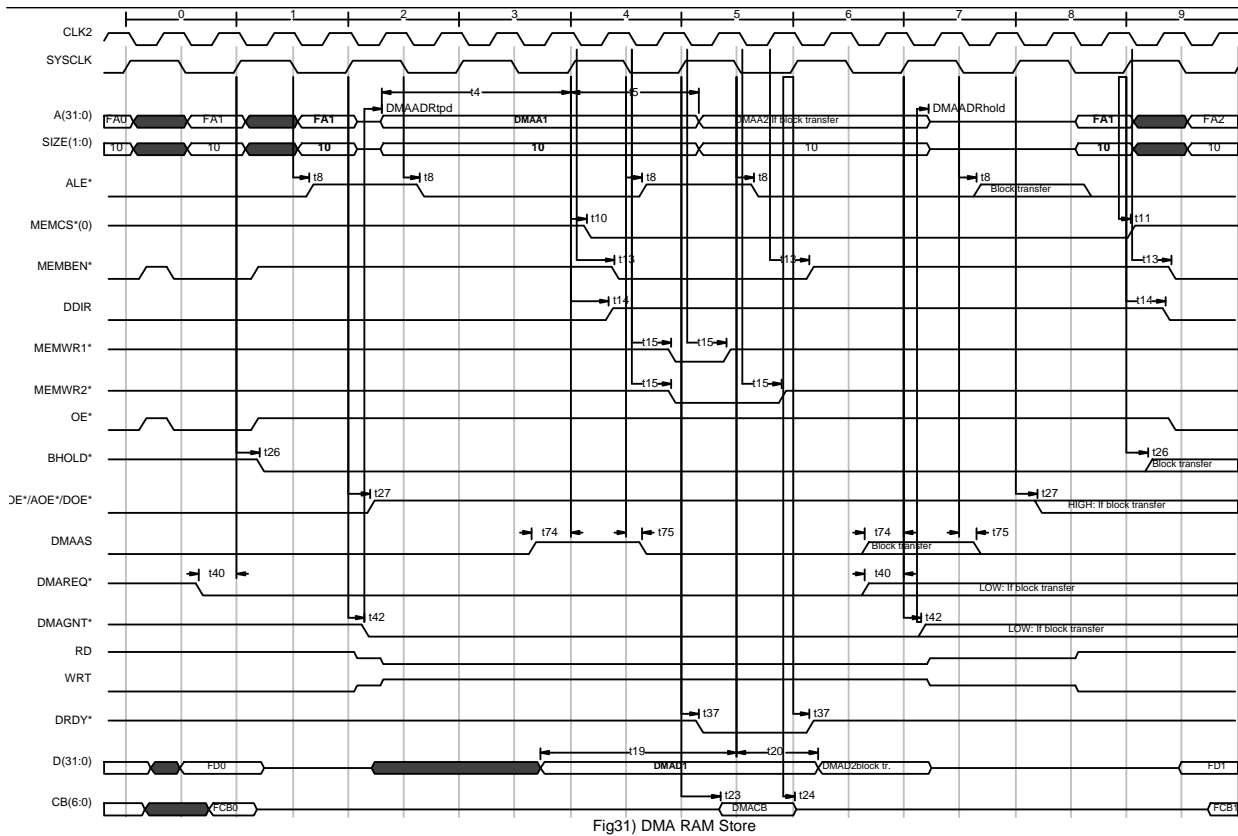 0 1 2 3 4 5 6 7 8 9
CLK2
SYSCLK
t4 t5
DMAADRtpd DMAADRhold
A(31:0) FA0 FA1 FA1 DMAA1 DMAA2 If block transfer FA1 FA2
SIZE(1:0) 10 10 10 10 10 10 10
ALE* t8 t8 t8 t8 t8 Block transfer
MEMCS*(0) t10 t11
MEMBEN* t13 t13 t13
DDIR t14 t14
MEMWR1* t15 t15
MEMWR2* t15 t15
OE*
BHOLD* t26 t26 Block transfer
OE*/AOE*/DOE* t27 t27 HIGH: If block transfer
DMAAS t74 t75 t74 t75 Block transfer
DMAREQ* t40 t40 LOW: If block transfer
DMAGNT* t42 t42 LOW: If block transfer
RD
WRT
DRDY* t37 t37
t19 t20
D(31:0) FD0 DMAD1 DMAD2block tr. FD1
t23 t24
CB(6:0) FCB0 DMACB FCB1
Fig31) DMA RAM Store